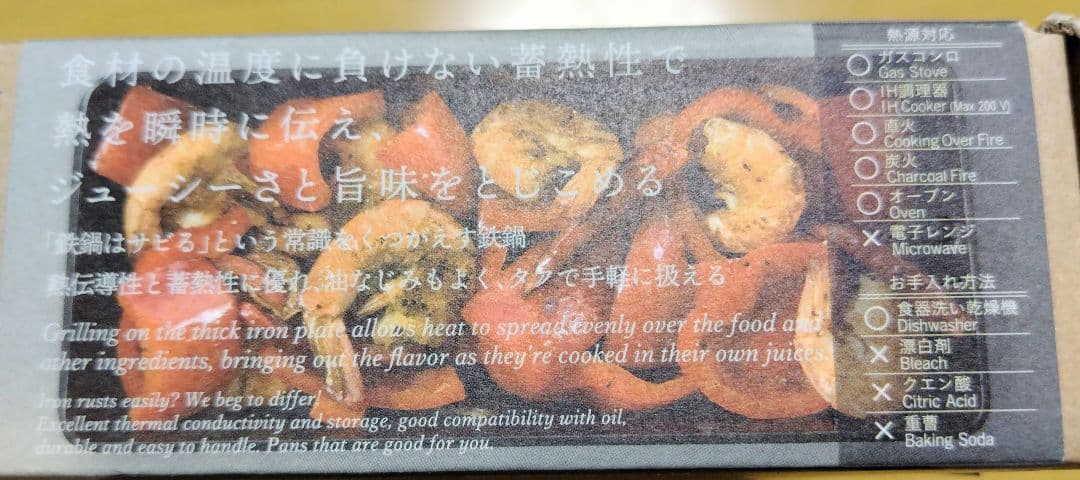 食材の温度に負けない蓄熱性で
熱を瞬時に伝え、
ジューシーさと旨味をとじこめる
「鉄鍋はサビる」という常識をくつがえす鉄鍋
熱伝導性と蓄熱性に優れ、油なじみもよく、タフで手軽に扱える
Grilling on the thick iron plate allows heat to spread evenly over the food and
other ingredients, bringing out the flavor as they're cooked in their own juices.
Iron rusts easily? We beg to differ!
Excellent thermal conductivity and storage, good compatibility with oil,
durable and easy to handle. Pans that are good for you.
熱源対応
○ ガスコンロ
Gas Stove
○ IH調理器
IH Cooker (Max 200 V)
○ 直火
Cooking Over Fire
○ 炭火
Charcoal Fire
○ オーブン
Oven
× 電子レンジ
Microwave
お手入れ方法
○ 食器洗い乾燥機
Dishwasher
× 漂白剤
Bleach
× クエン酸
Citric Acid
× 重曹
Baking Soda